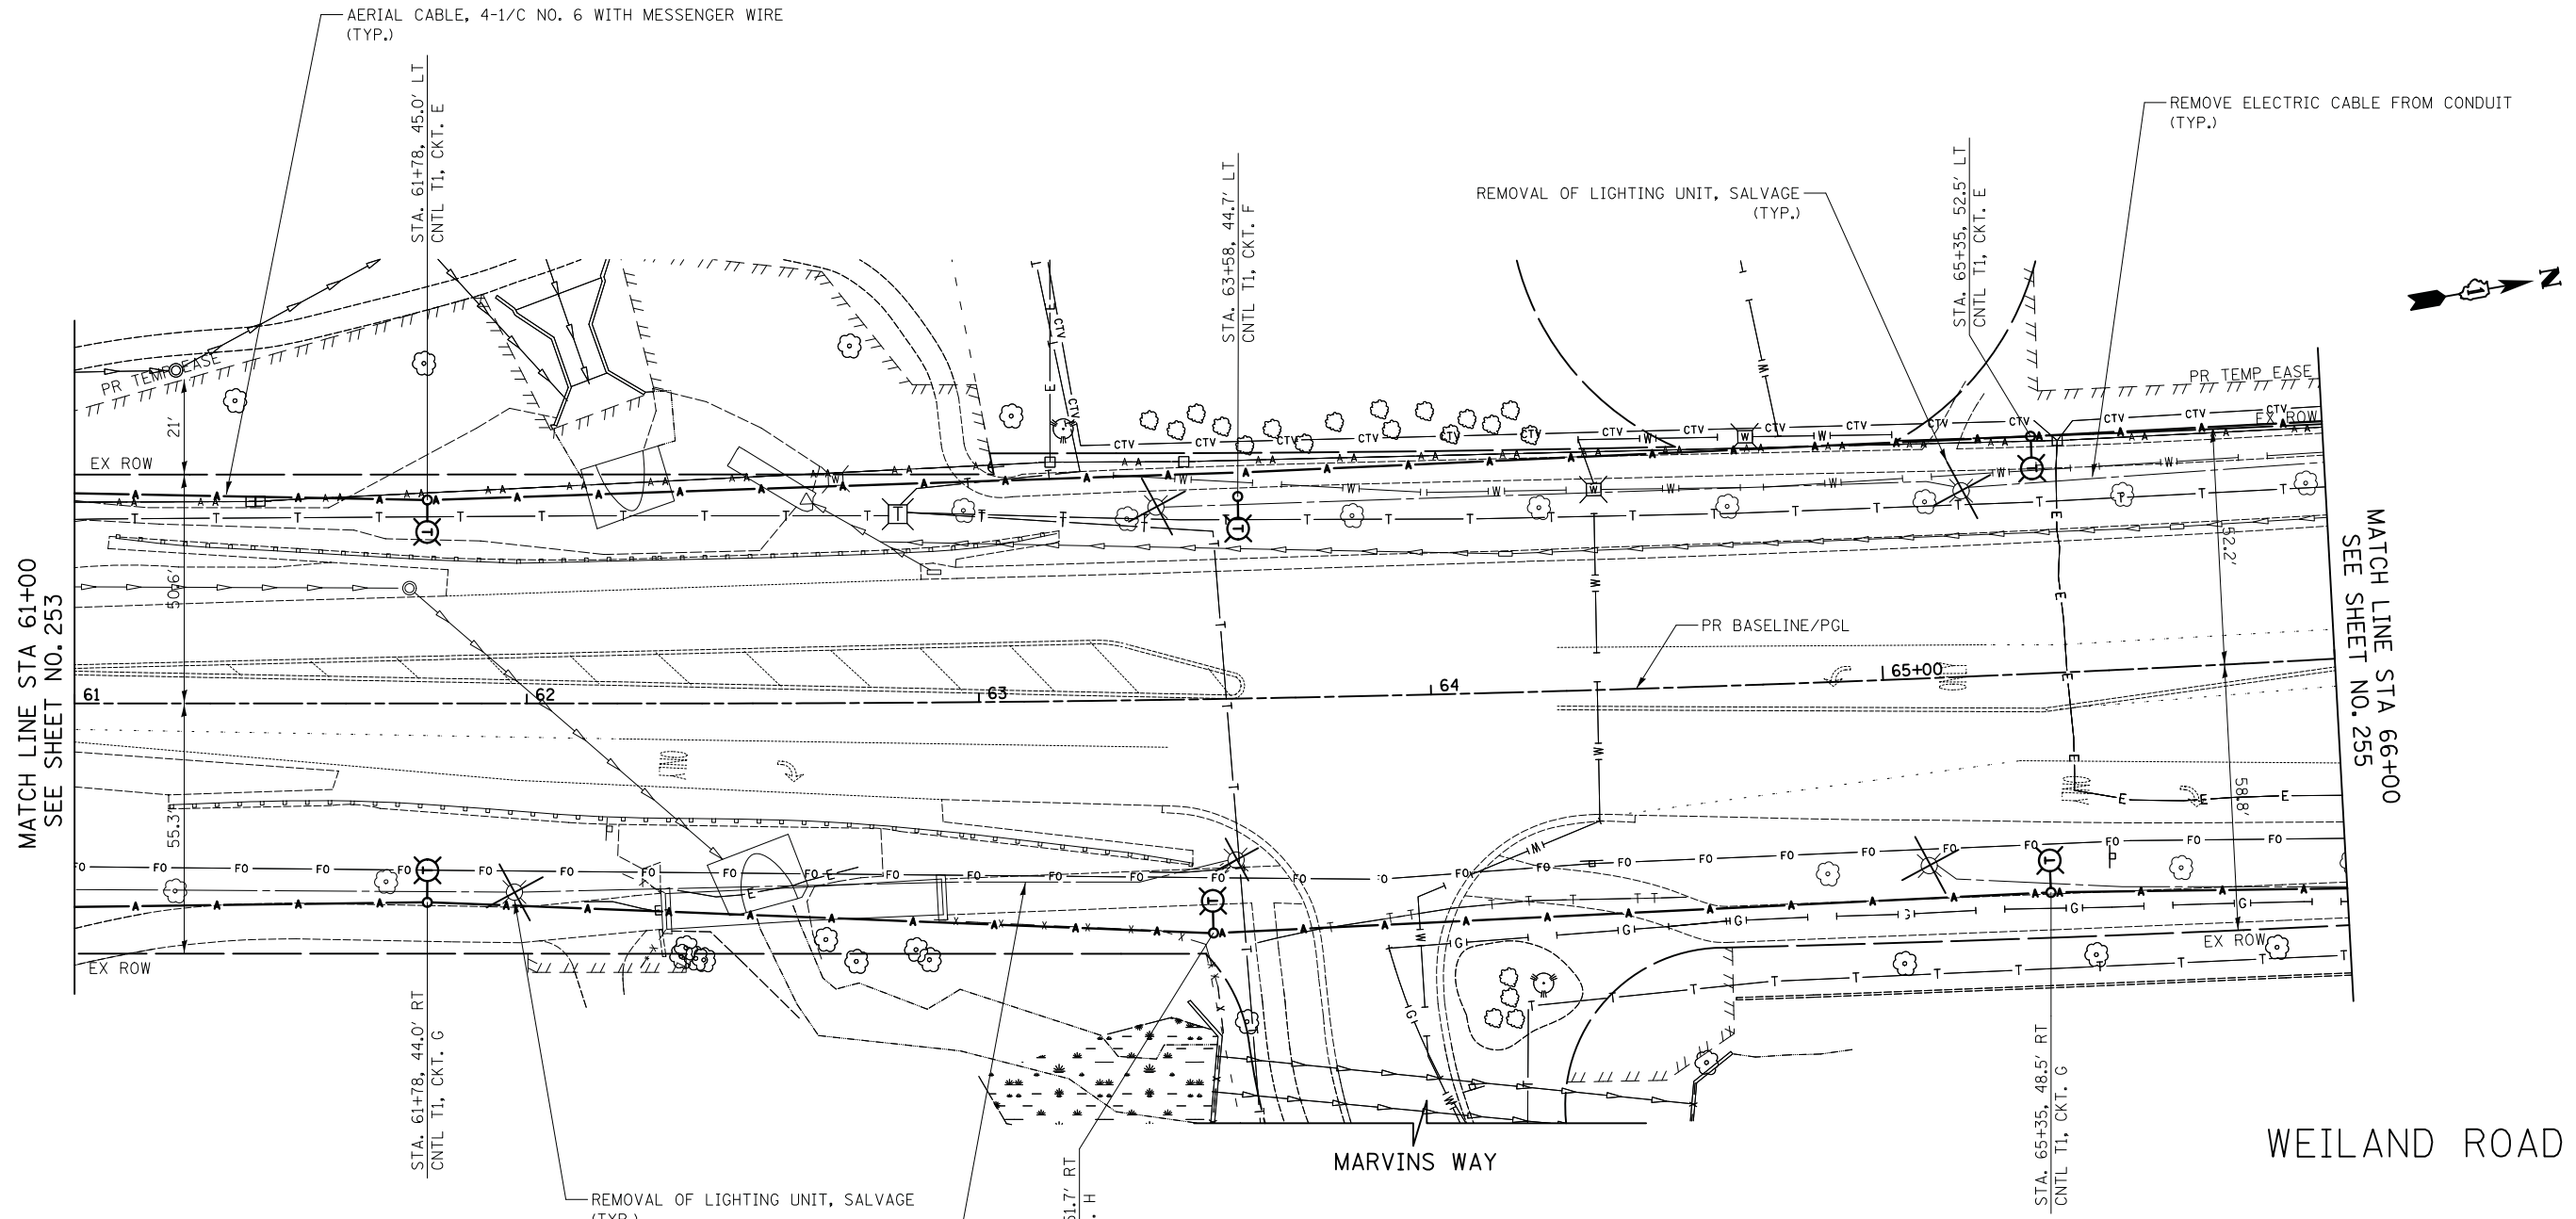 AERIAL CABLE, 4-1/C NO. 6 WITH MESSENGER WIRE
(TYP.)
STA. 61+78, 45.0' LT
CNTL T1, CKT. E
STA. 63+58, 44.7' LT
CNTL T1, CKT. F
REMOVAL OF LIGHTING UNIT, SALVAGE
(TYP.)
STA. 65+35, 52.5' LT
CNTL T1, CKT. E
REMOVE ELECTRIC CABLE FROM CONDUIT
(TYP.)
N
PR TEMP EASE
21'
EX ROW
PR TEMP EASE
EX ROW
MATCH LINE STA 61+00
SEE SHEET NO. 253
50.6'
52.2'
MATCH LINE STA 66+00
SEE SHEET NO. 255
PR BASELINE/PGL
61
62
63
64
65+00
55.3'
58.8'
EX ROW
EX ROW
STA. 61+78, 44.0' RT
CNTL T1, CKT. G
REMOVAL OF LIGHTING UNIT, SALVAGE
(TYP.)
51.7' RT
. H
MARVINS WAY
STA. 65+35, 48.5' RT
CNTL T1, CKT. G
WEILAND ROAD